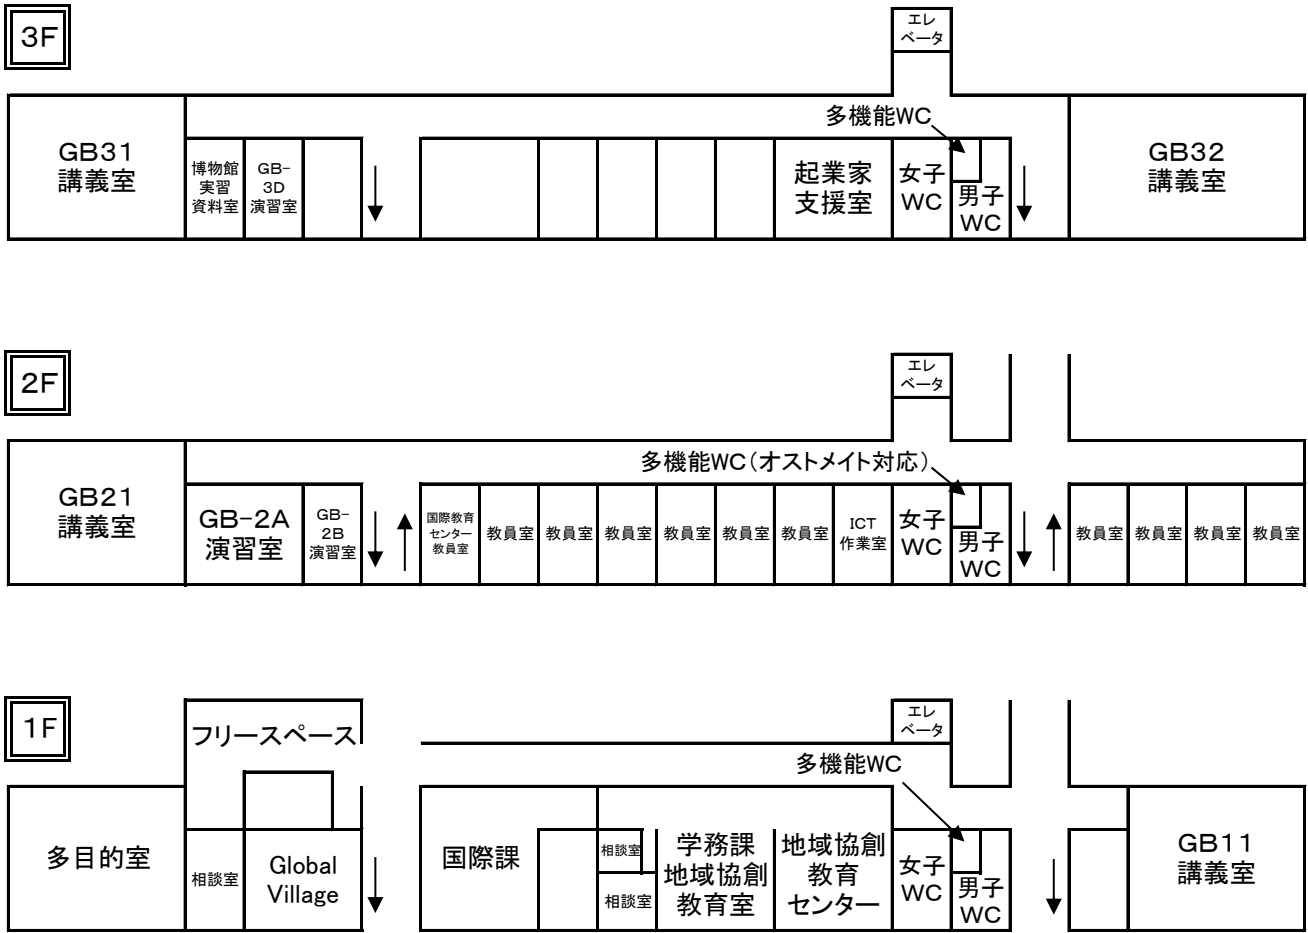 3F
エレ
ベータ
多機能WC
GB31
講義室
博物館
実習
資料室
GB-
3D
演習室
起業家
支援室
女子
WC
男子
WC
GB32
講義室
2F
エレ
ベータ
多機能WC(オストメイト対応)
GB21
講義室
GB-2A
演習室
GB-
2B
演習室
国際教育
センター
教員室
教員室
教員室
教員室
教員室
教員室
教員室
ICT
作業室
女子
WC
男子
WC
教員室
教員室
教員室
教員室
1F
フリースペース
エレ
ベータ
多機能WC
多目的室
相談室
Global
Village
国際課
相談室
相談室
学務課
地域協創
教育室
地域協創
教育
センター
女子
WC
男子
WC
GB11
講義室